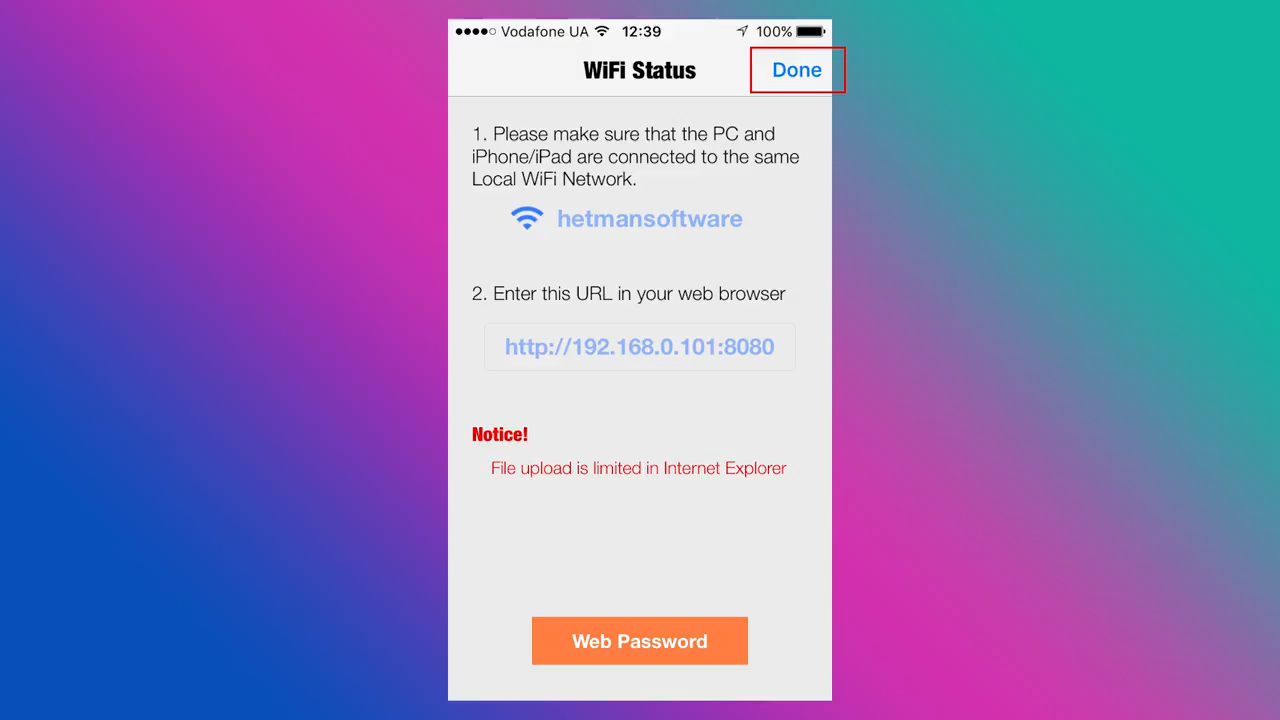 Vodafone UA 12:39 100%
WiFi Status Done
1. Please make sure that the PC and
iPhone/iPad are connected to the same
Local WiFi Network.
hetmansoftware
2. Enter this URL in your web browser
http://192.168.0.101:8080
Notice!
File upload is limited in Internet Explorer
Web Password